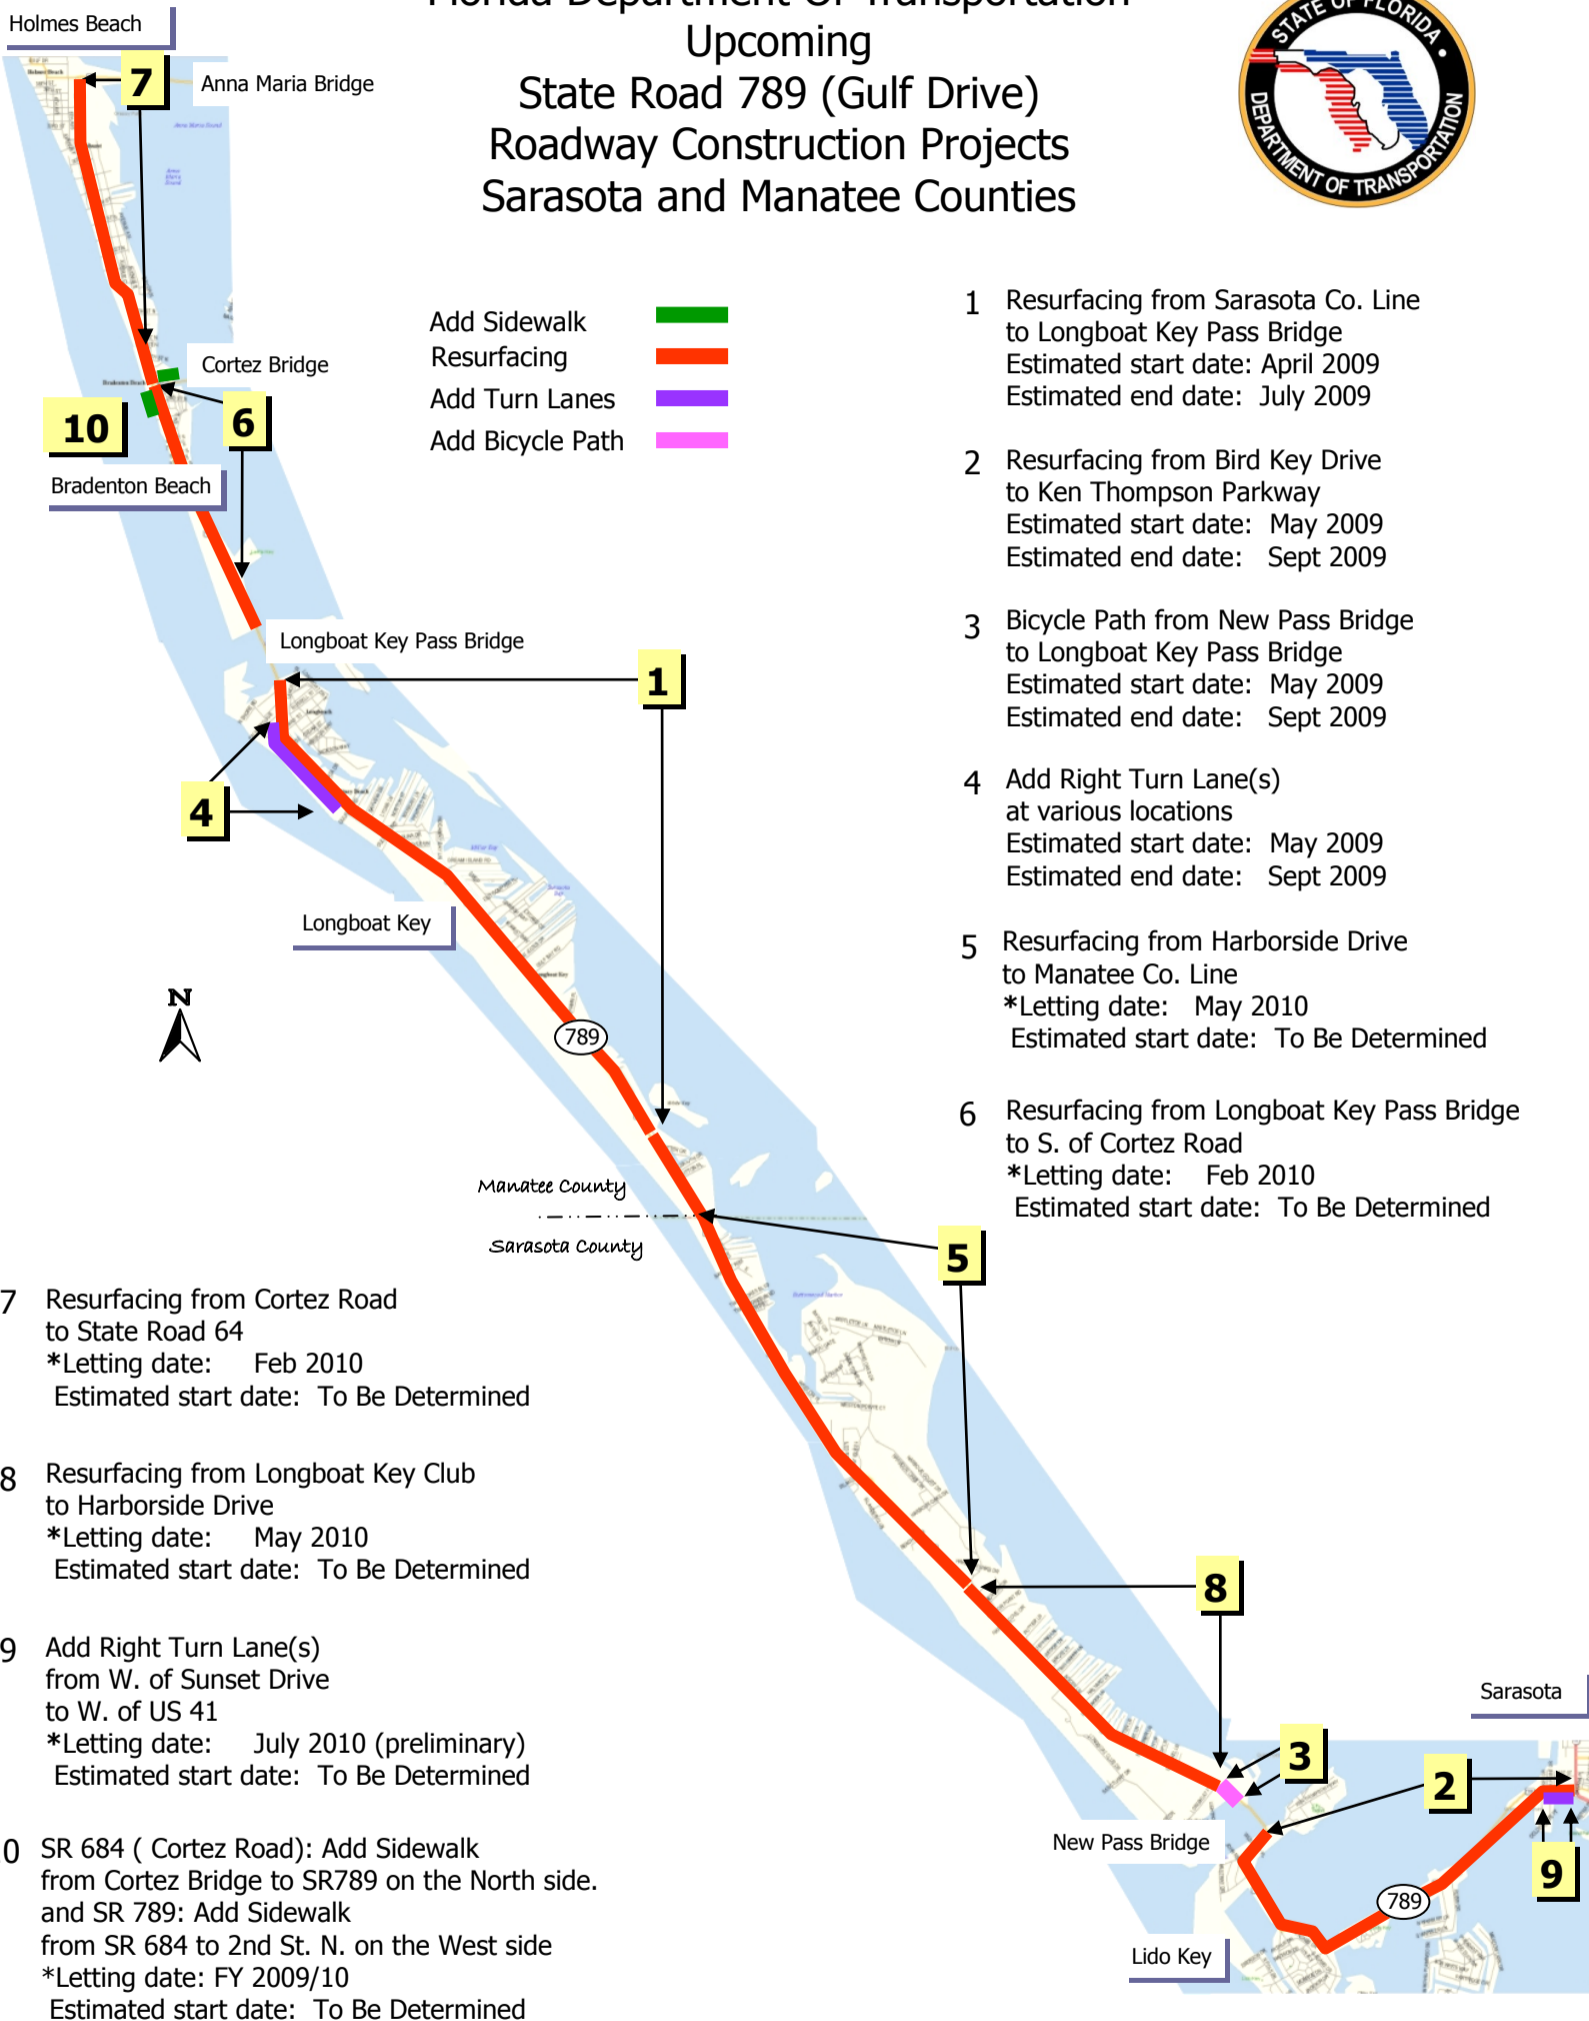 Florida Department Of Transportation
Upcoming
State Road 789 (Gulf Drive)
Roadway Construction Projects
Sarasota and Manatee Counties
STATE OF FLORIDA •
DEPARTMENT OF TRANSPORTATION
Holmes Beach
7
Anna Maria Bridge
Add Sidewalk
Resurfacing
Add Turn Lanes
Add Bicycle Path
Cortez Bridge
10
6
Bradenton Beach
Longboat Key Pass Bridge
1
4
Longboat Key
N
789
Manatee County
Sarasota County
5
8
3
2
9
Sarasota
New Pass Bridge
789
Lido Key
1 Resurfacing from Sarasota Co. Line
to Longboat Key Pass Bridge
Estimated start date: April 2009
Estimated end date: July 2009
2 Resurfacing from Bird Key Drive
to Ken Thompson Parkway
Estimated start date: May 2009
Estimated end date: Sept 2009
3 Bicycle Path from New Pass Bridge
to Longboat Key Pass Bridge
Estimated start date: May 2009
Estimated end date: Sept 2009
4 Add Right Turn Lane(s)
at various locations
Estimated start date: May 2009
Estimated end date: Sept 2009
5 Resurfacing from Harborside Drive
to Manatee Co. Line
*Letting date: May 2010
Estimated start date: To Be Determined
6 Resurfacing from Longboat Key Pass Bridge
to S. of Cortez Road
*Letting date: Feb 2010
Estimated start date: To Be Determined
7 Resurfacing from Cortez Road
to State Road 64
*Letting date: Feb 2010
Estimated start date: To Be Determined
8 Resurfacing from Longboat Key Club
to Harborside Drive
*Letting date: May 2010
Estimated start date: To Be Determined
9 Add Right Turn Lane(s)
from W. of Sunset Drive
to W. of US 41
*Letting date: July 2010 (preliminary)
Estimated start date: To Be Determined
0 SR 684 ( Cortez Road): Add Sidewalk
from Cortez Bridge to SR789 on the North side.
and SR 789: Add Sidewalk
from SR 684 to 2nd St. N. on the West side
*Letting date: FY 2009/10
Estimated start date: To Be Determined